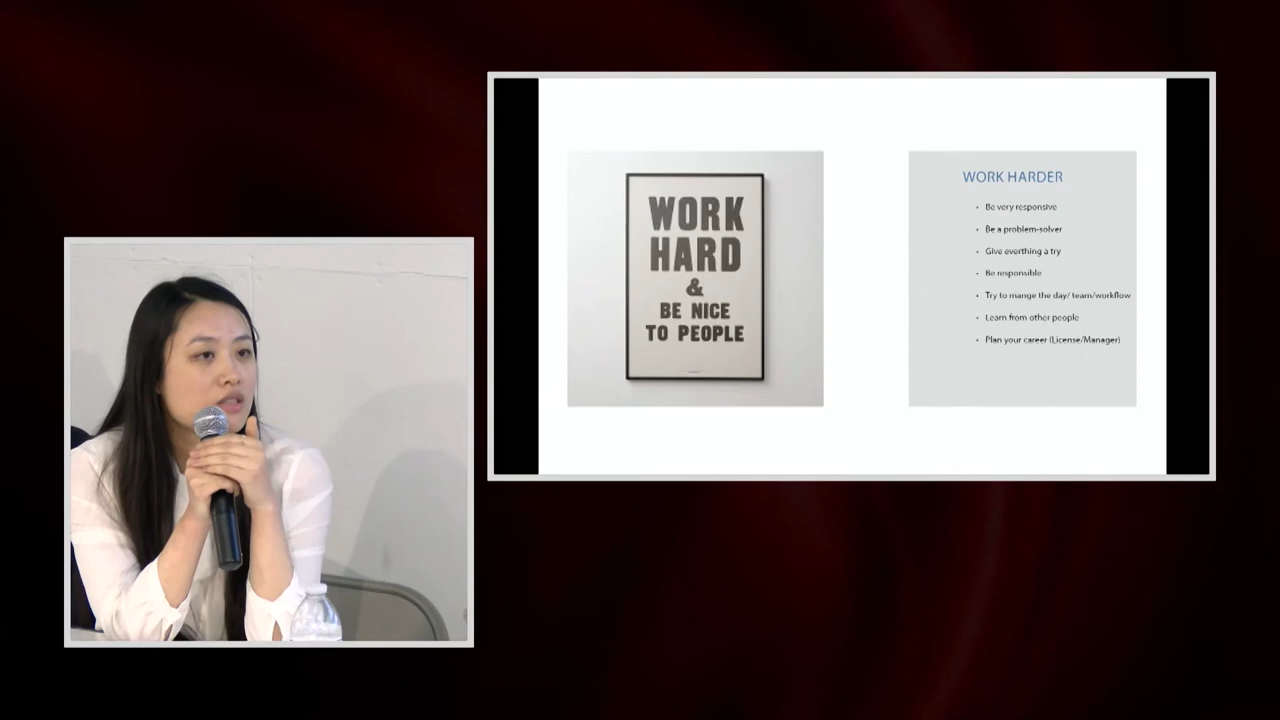 WORK
HARD
&
BE NICE
TO PEOPLE
WORK HARDER
• Be very responsive
• Be a problem-solver
• Give everthing a try
• Be responsible
• Try to mange the day/ team/workflow
• Learn from other people
• Plan your career (License/Manager)